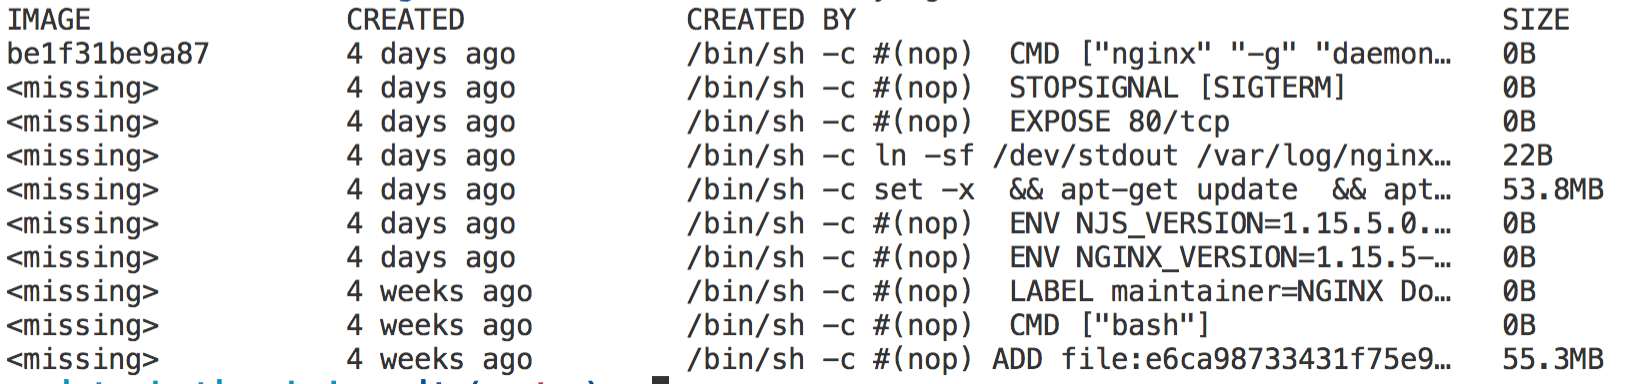 IMAGE CREATED CREATED BY SIZE
be1f31be9a87 4 days ago /bin/sh -c #(nop)  CMD ["nginx" "-g" "daemon… 0B
<missing> 4 days ago /bin/sh -c #(nop)  STOPSIGNAL [SIGTERM] 0B
<missing> 4 days ago /bin/sh -c #(nop)  EXPOSE 80/tcp 0B
<missing> 4 days ago /bin/sh -c ln -sf /dev/stdout /var/log/nginx… 22B
<missing> 4 days ago /bin/sh -c set -x  && apt-get update  && apt… 53.8MB
<missing> 4 days ago /bin/sh -c #(nop)  ENV NJS_VERSION=1.15.5.0.… 0B
<missing> 4 days ago /bin/sh -c #(nop)  ENV NGINX_VERSION=1.15.5-… 0B
<missing> 4 weeks ago /bin/sh -c #(nop)  LABEL maintainer=NGINX Do… 0B
<missing> 4 weeks ago /bin/sh -c #(nop)  CMD ["bash"] 0B
<missing> 4 weeks ago /bin/sh -c #(nop) ADD file:e6ca98733431f75e9… 55.3MB